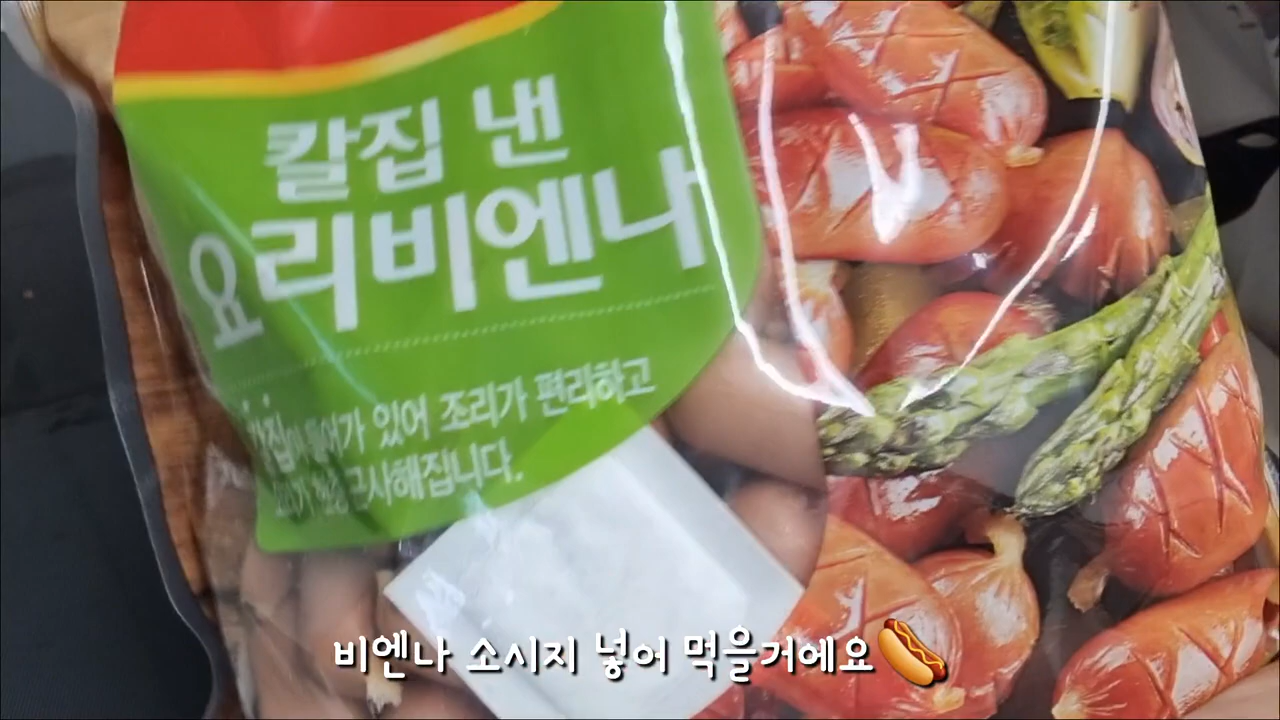 칼집 낸
요리비엔나
칼집이 들어가 있어 조리가 편리하고
근사해집니다.
비엔나 소시지 넣어 먹을거에요